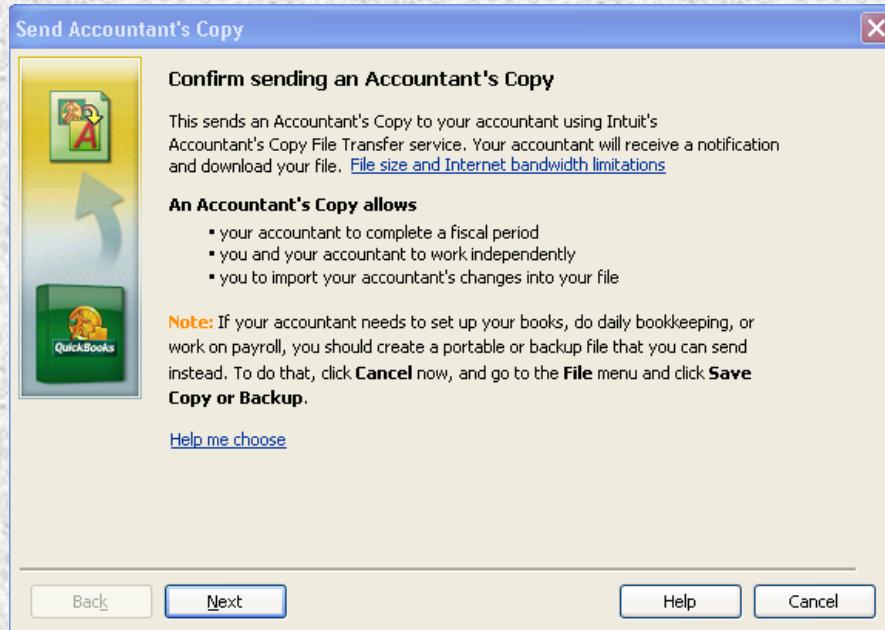 Send Accountant's Copy
Confirm sending an Accountant's Copy
This sends an Accountant's Copy to your accountant using Intuit's
Accountant's Copy File Transfer service. Your accountant will receive a notification
and download your file. File size and Internet bandwidth limitations
An Accountant's Copy allows
▪ your accountant to complete a fiscal period
▪ you and your accountant to work independently
▪ you to import your accountant's changes into your file
Note: If your accountant needs to set up your books, do daily bookkeeping, or
work on payroll, you should create a portable or backup file that you can send
instead. To do that, click Cancel now, and go to the File menu and click Save
Copy or Backup.
Help me choose
A
QuickBooks
Back
Next
Help
Cancel